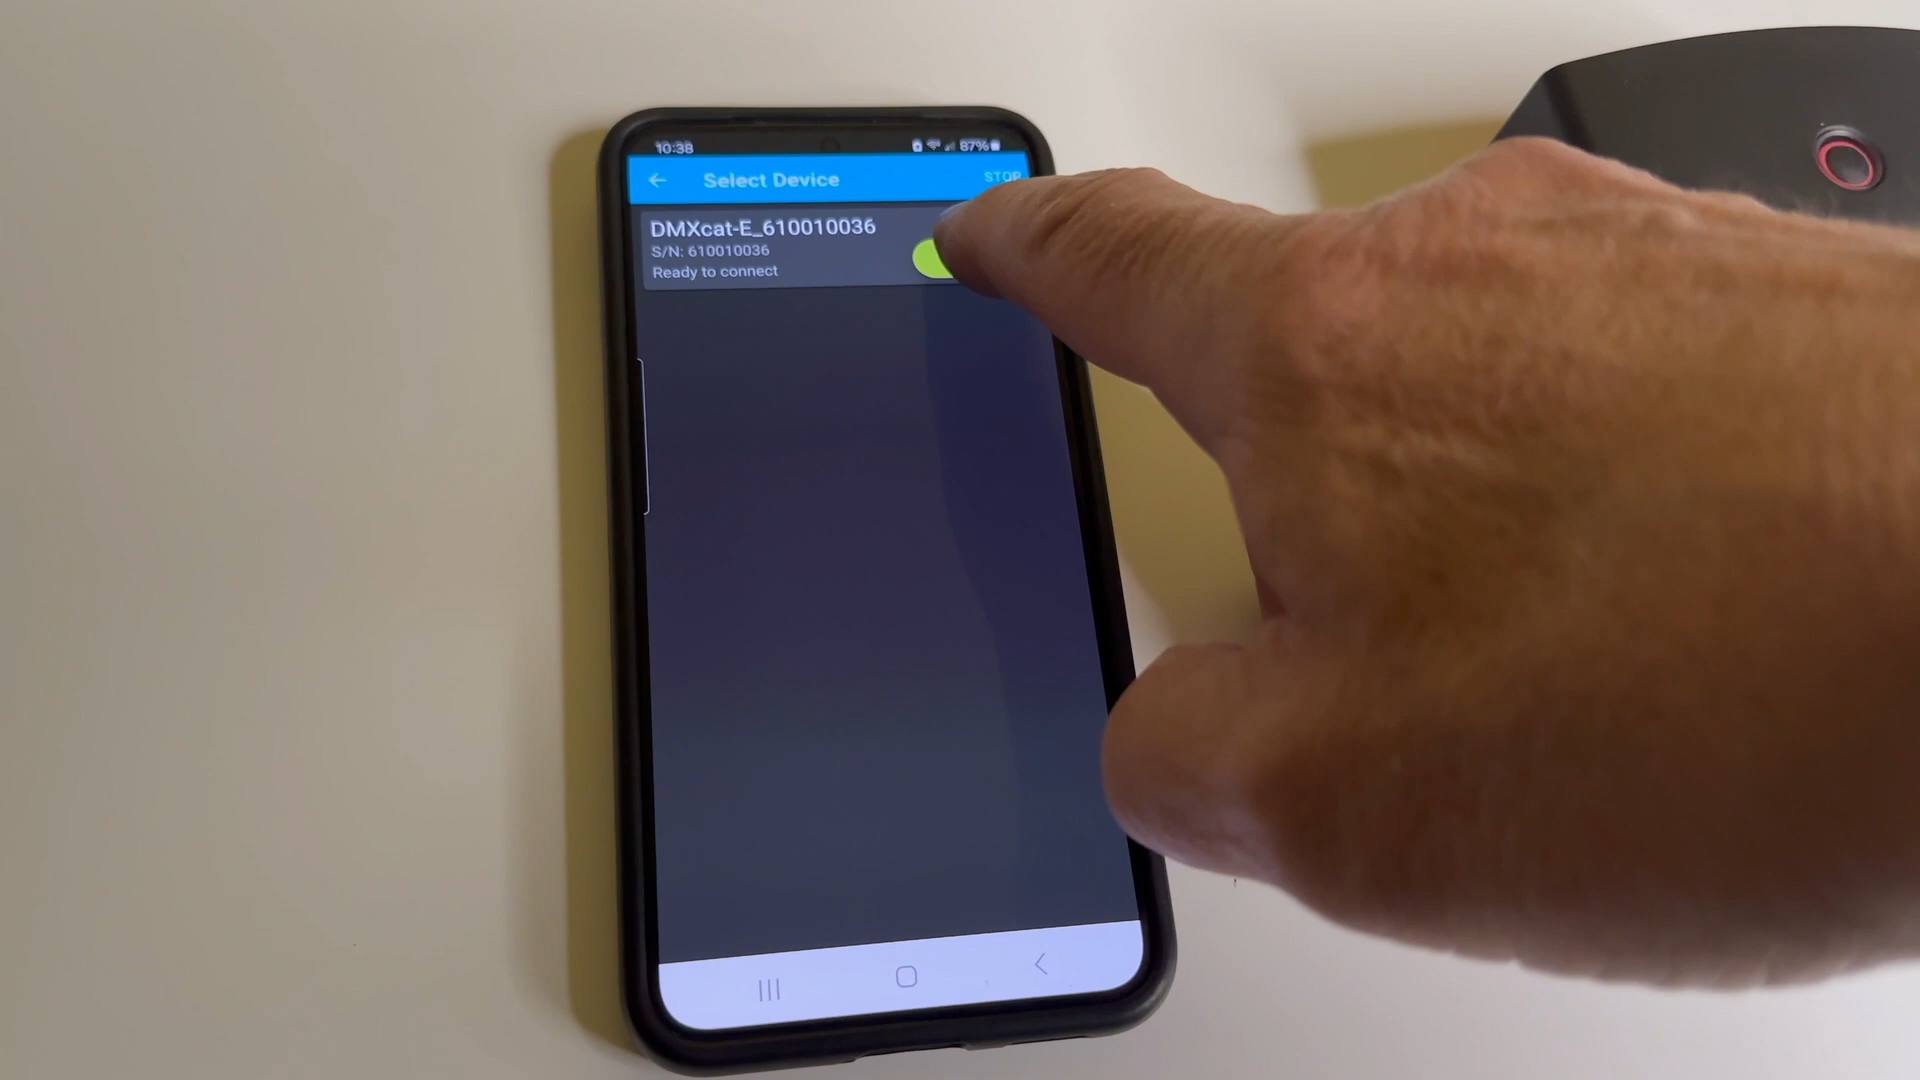 10:38
87%
Select Device
STOP
DMXcat-E_610010036
S/N: 610010036
Ready to connect